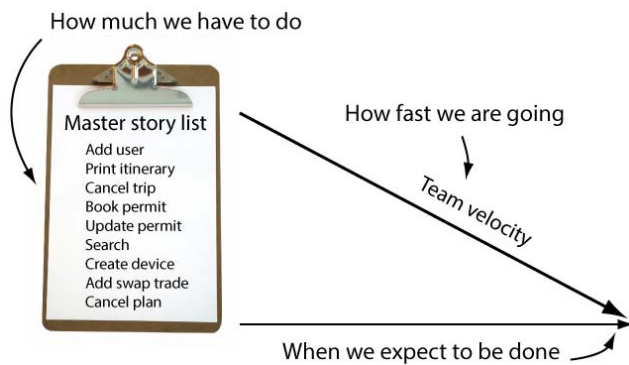 How much we have to do
Master story list
Add user
Print itinerary
Cancel trip
Book permit
Update permit
Search
Create device
Add swap trade
Cancel plan
How fast we are going
Team velocity
When we expect to be done